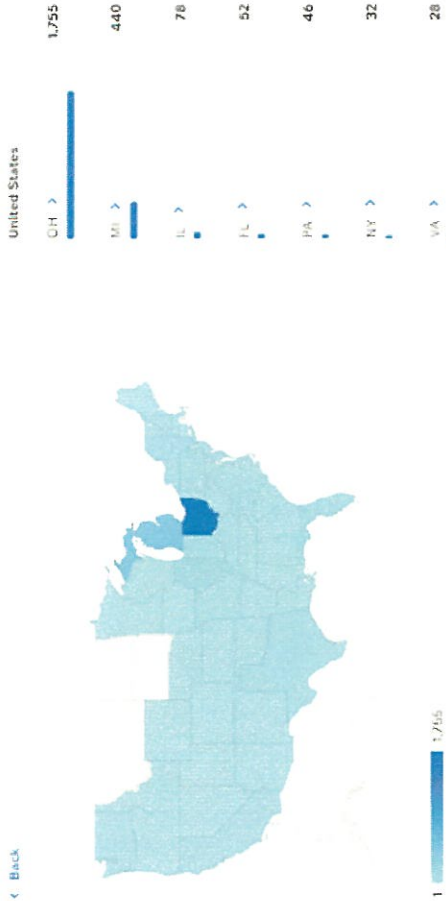 < Back
United States
OH > 1,755
MI > 440
IL > 78
FL > 52
PA > 46
NY > 32
VA > 28
1 1,755